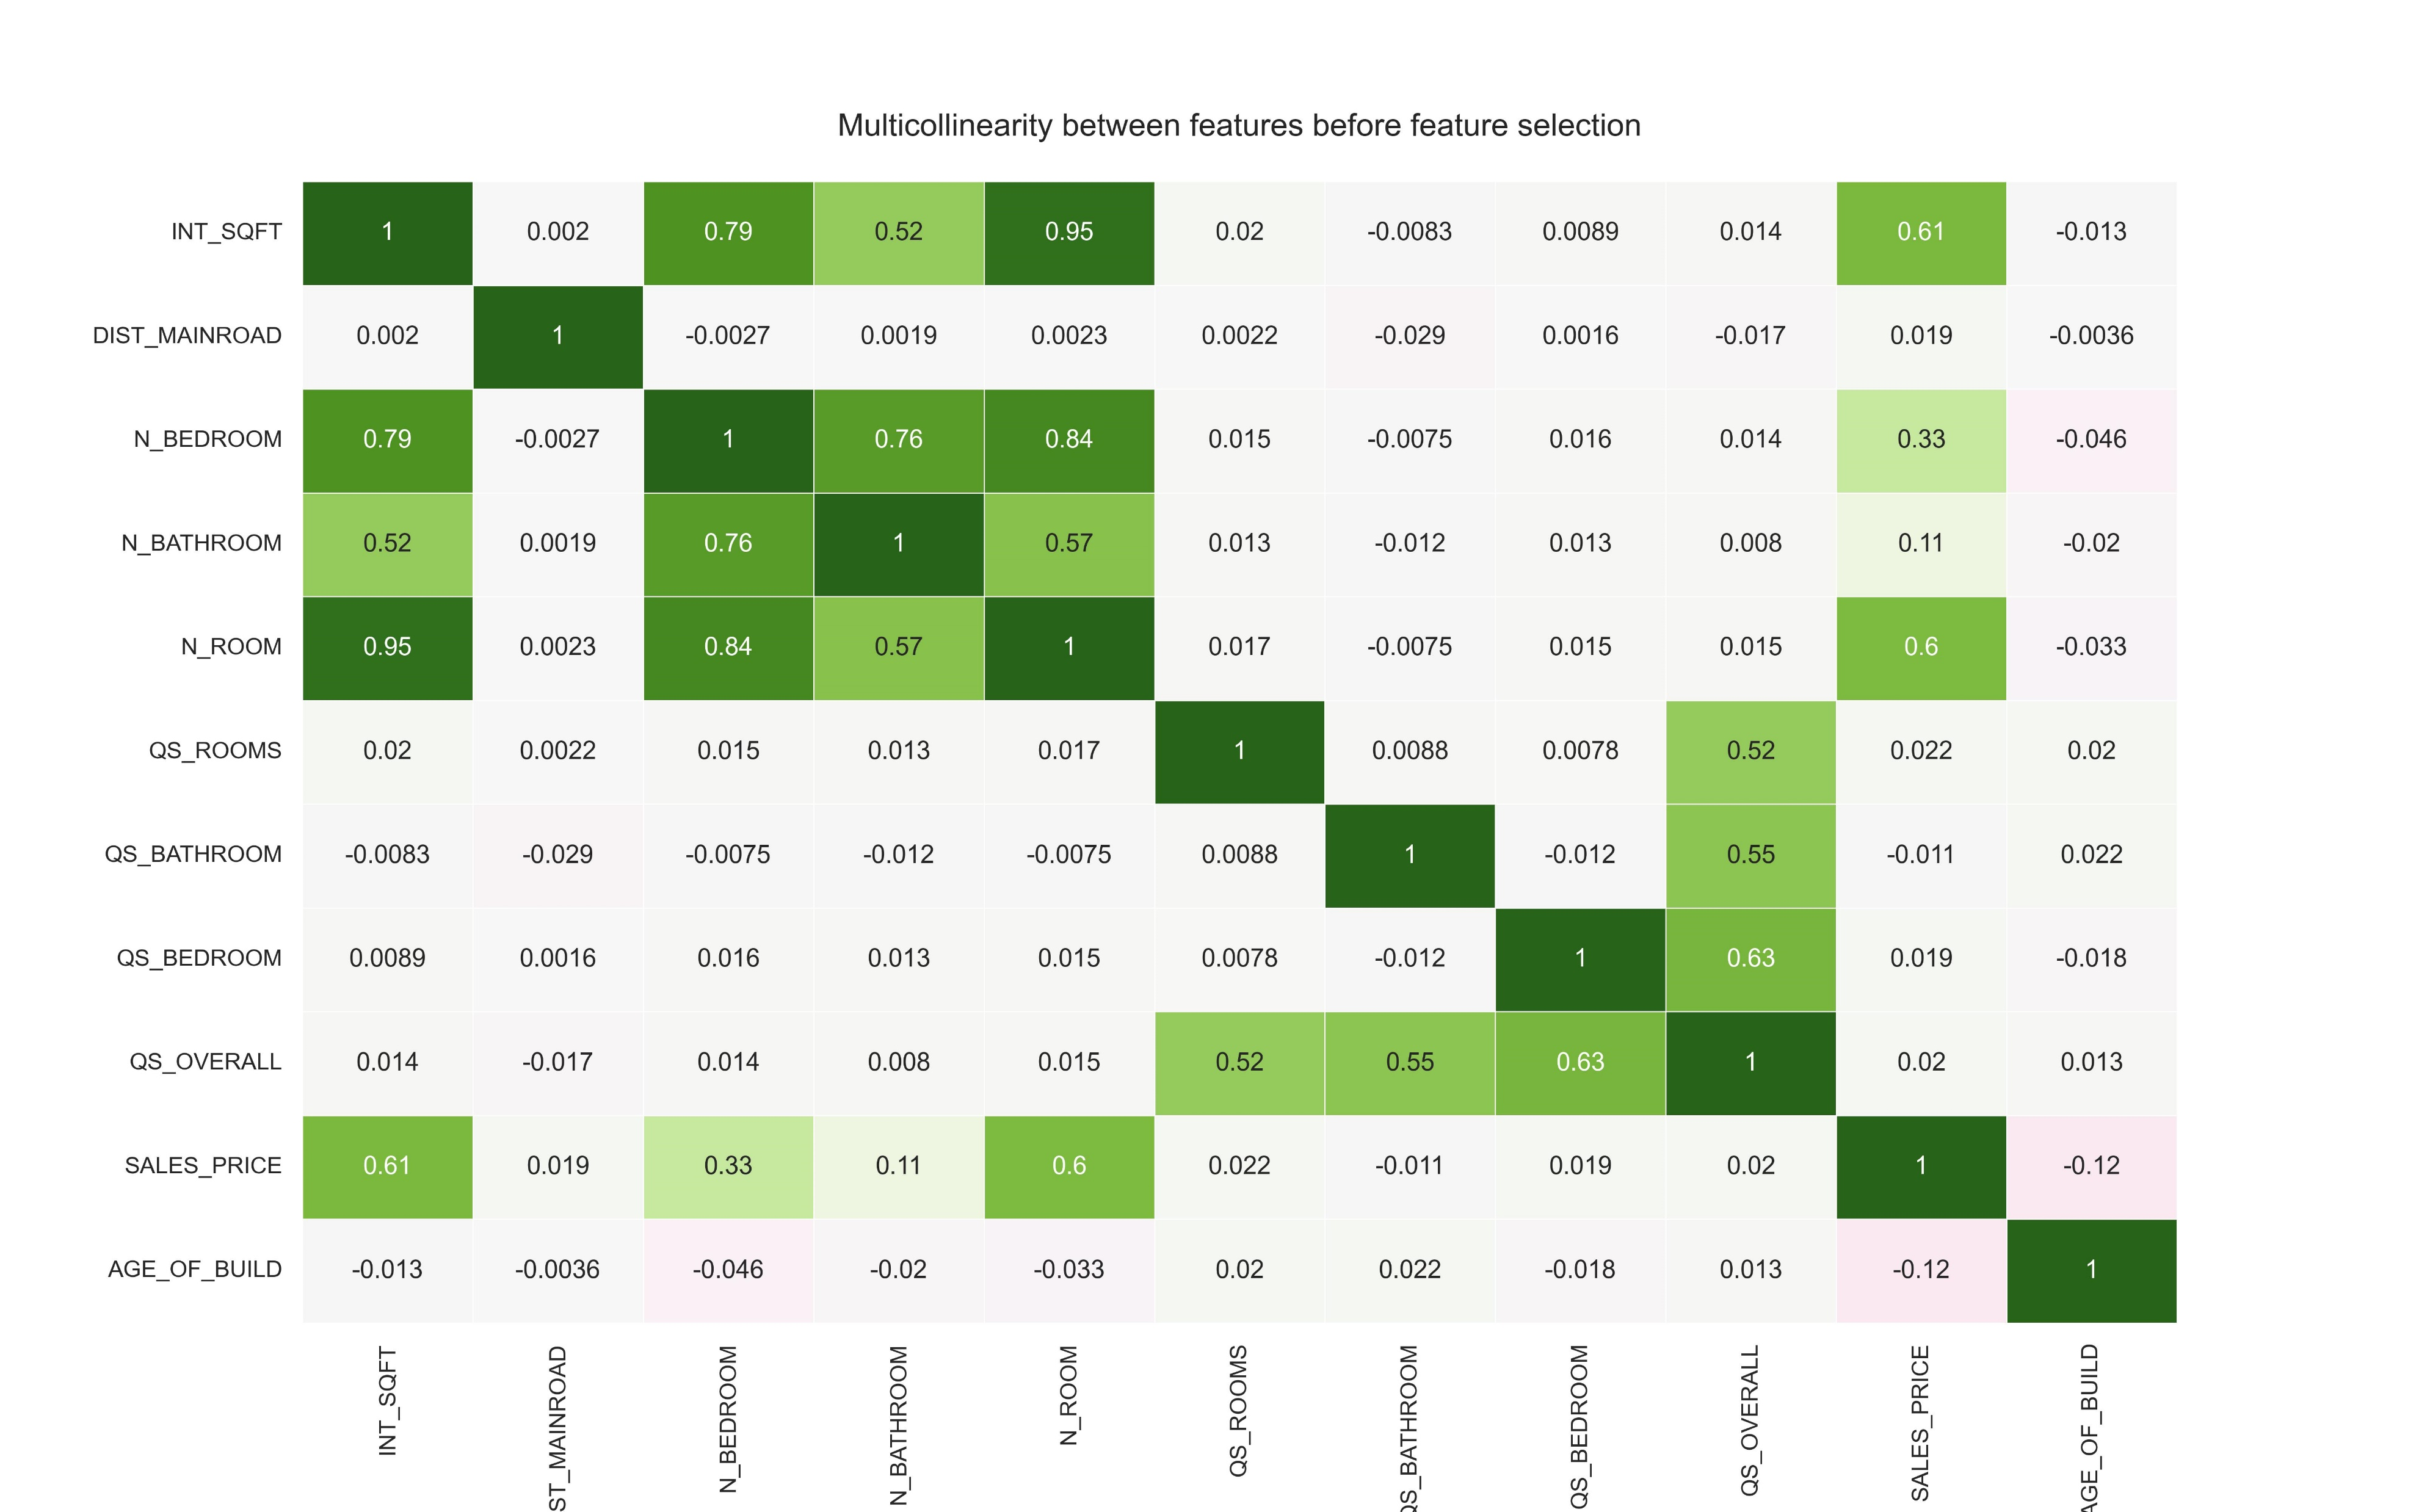 Multicollinearity between features before feature selection
INT_SQFT 1 0.002 0.79 0.52 0.95 0.02 -0.0083 0.0089 0.014 0.61 -0.013
DIST_MAINROAD 0.002 1 -0.0027 0.0019 0.0023 0.0022 -0.029 0.0016 -0.017 0.019 -0.0036
N_BEDROOM 0.79 -0.0027 1 0.76 0.84 0.015 -0.0075 0.016 0.014 0.33 -0.046
N_BATHROOM 0.52 0.0019 0.76 1 0.57 0.013 -0.012 0.013 0.008 0.11 -0.02
N_ROOM 0.95 0.0023 0.84 0.57 1 0.017 -0.0075 0.015 0.015 0.6 -0.033
QS_ROOMS 0.02 0.0022 0.015 0.013 0.017 1 0.0088 0.0078 0.52 0.022 0.02
QS_BATHROOM -0.0083 -0.029 -0.0075 -0.012 -0.0075 0.0088 1 -0.012 0.55 -0.011 0.022
QS_BEDROOM 0.0089 0.0016 0.016 0.013 0.015 0.0078 -0.012 1 0.63 0.019 -0.018
QS_OVERALL 0.014 -0.017 0.014 0.008 0.015 0.52 0.55 0.63 1 0.02 0.013
SALES_PRICE 0.61 0.019 0.33 0.11 0.6 0.022 -0.011 0.019 0.02 1 -0.12
AGE_OF_BUILD -0.013 -0.0036 -0.046 -0.02 -0.033 0.02 0.022 -0.018 0.013 -0.12 1
INT_SQFT
ST_MAINROAD
N_BEDROOM
N_BATHROOM
N_ROOM
QS_ROOMS
QS_BATHROOM
QS_BEDROOM
QS_OVERALL
SALES_PRICE
AGE_OF_BUILD